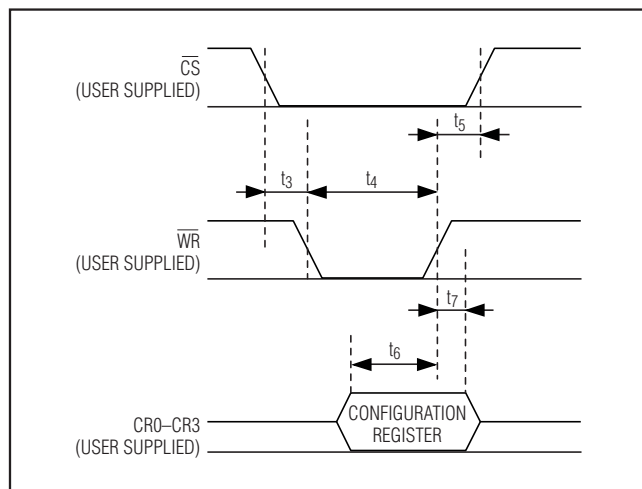 CS
(USER SUPPLIED)
t5
t3
t4
WR
(USER SUPPLIED)
t7
t6
CR0–CR3
(USER SUPPLIED)
CONFIGURATION
REGISTER